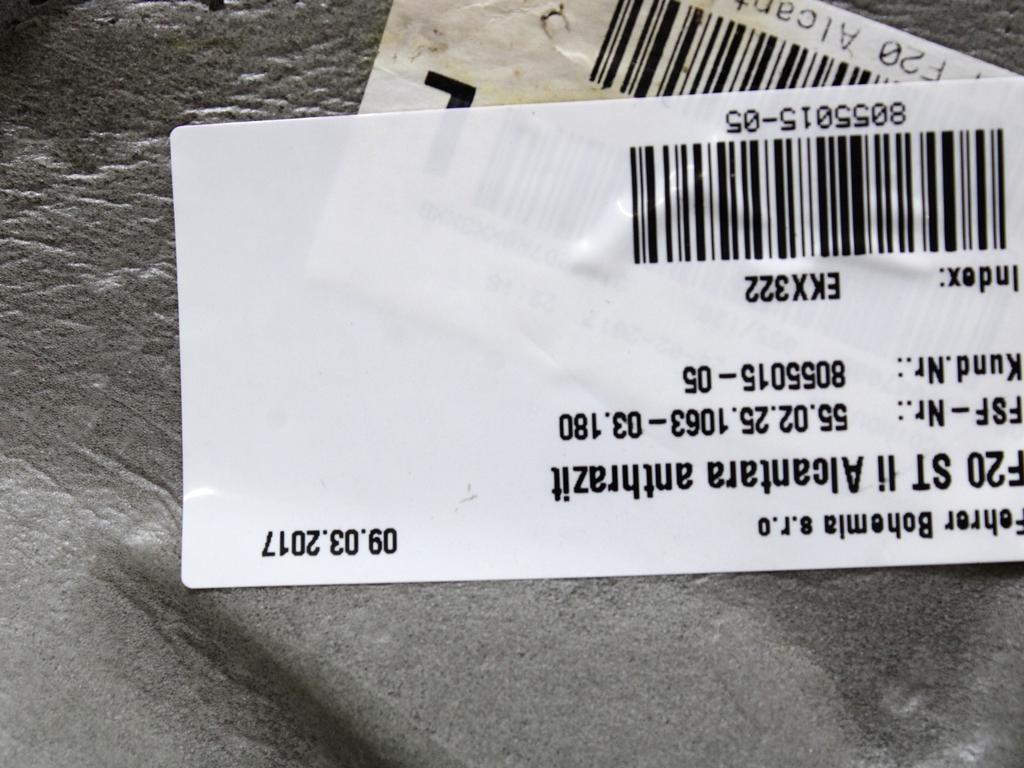 Fehrer Bohemia s.r.o 09.03.2017
F20 ST li Alcantara anthrazit
FSF-Nr.: 55.02.25.1063-03.180
Kund.Nr.: 8055015-05
Index: EKX322
8055015-05
F20 Alcant
L